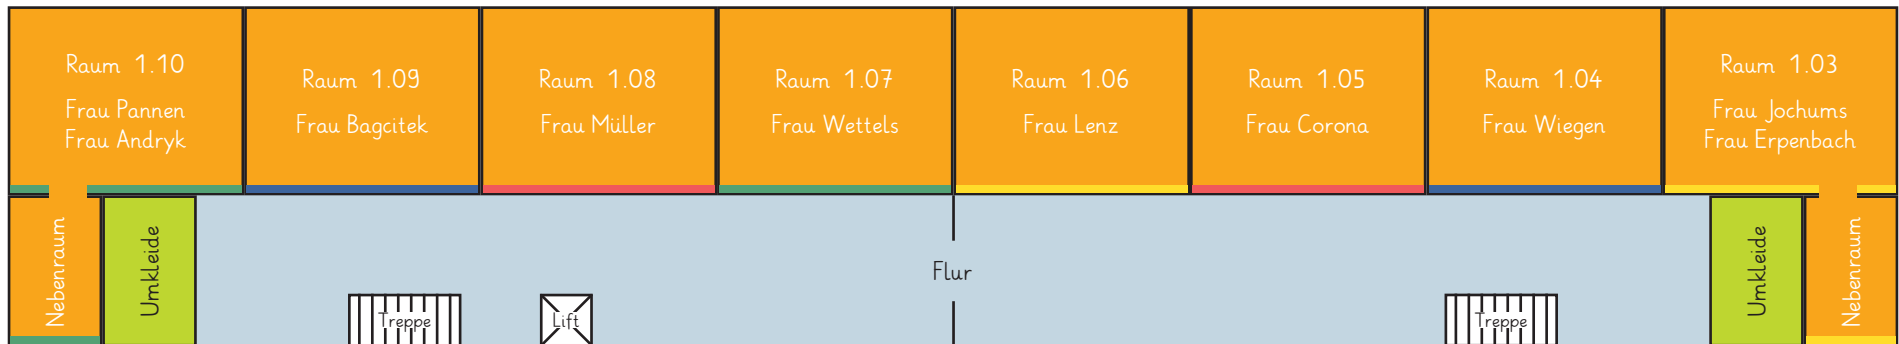 Raum 1.10
Frau Pannen
Frau Andryk
Raum 1.09
Frau Bagcitek
Raum 1.08
Frau Müller
Raum 1.07
Frau Wettels
Raum 1.06
Frau Lenz
Raum 1.05
Frau Corona
Raum 1.04
Frau Wiegen
Raum 1.03
Frau Jochums
Frau Erpenbach
Nebenraum
Umkleide
Treppe
Lift
Flur
Treppe
Umkleide
Nebenraum